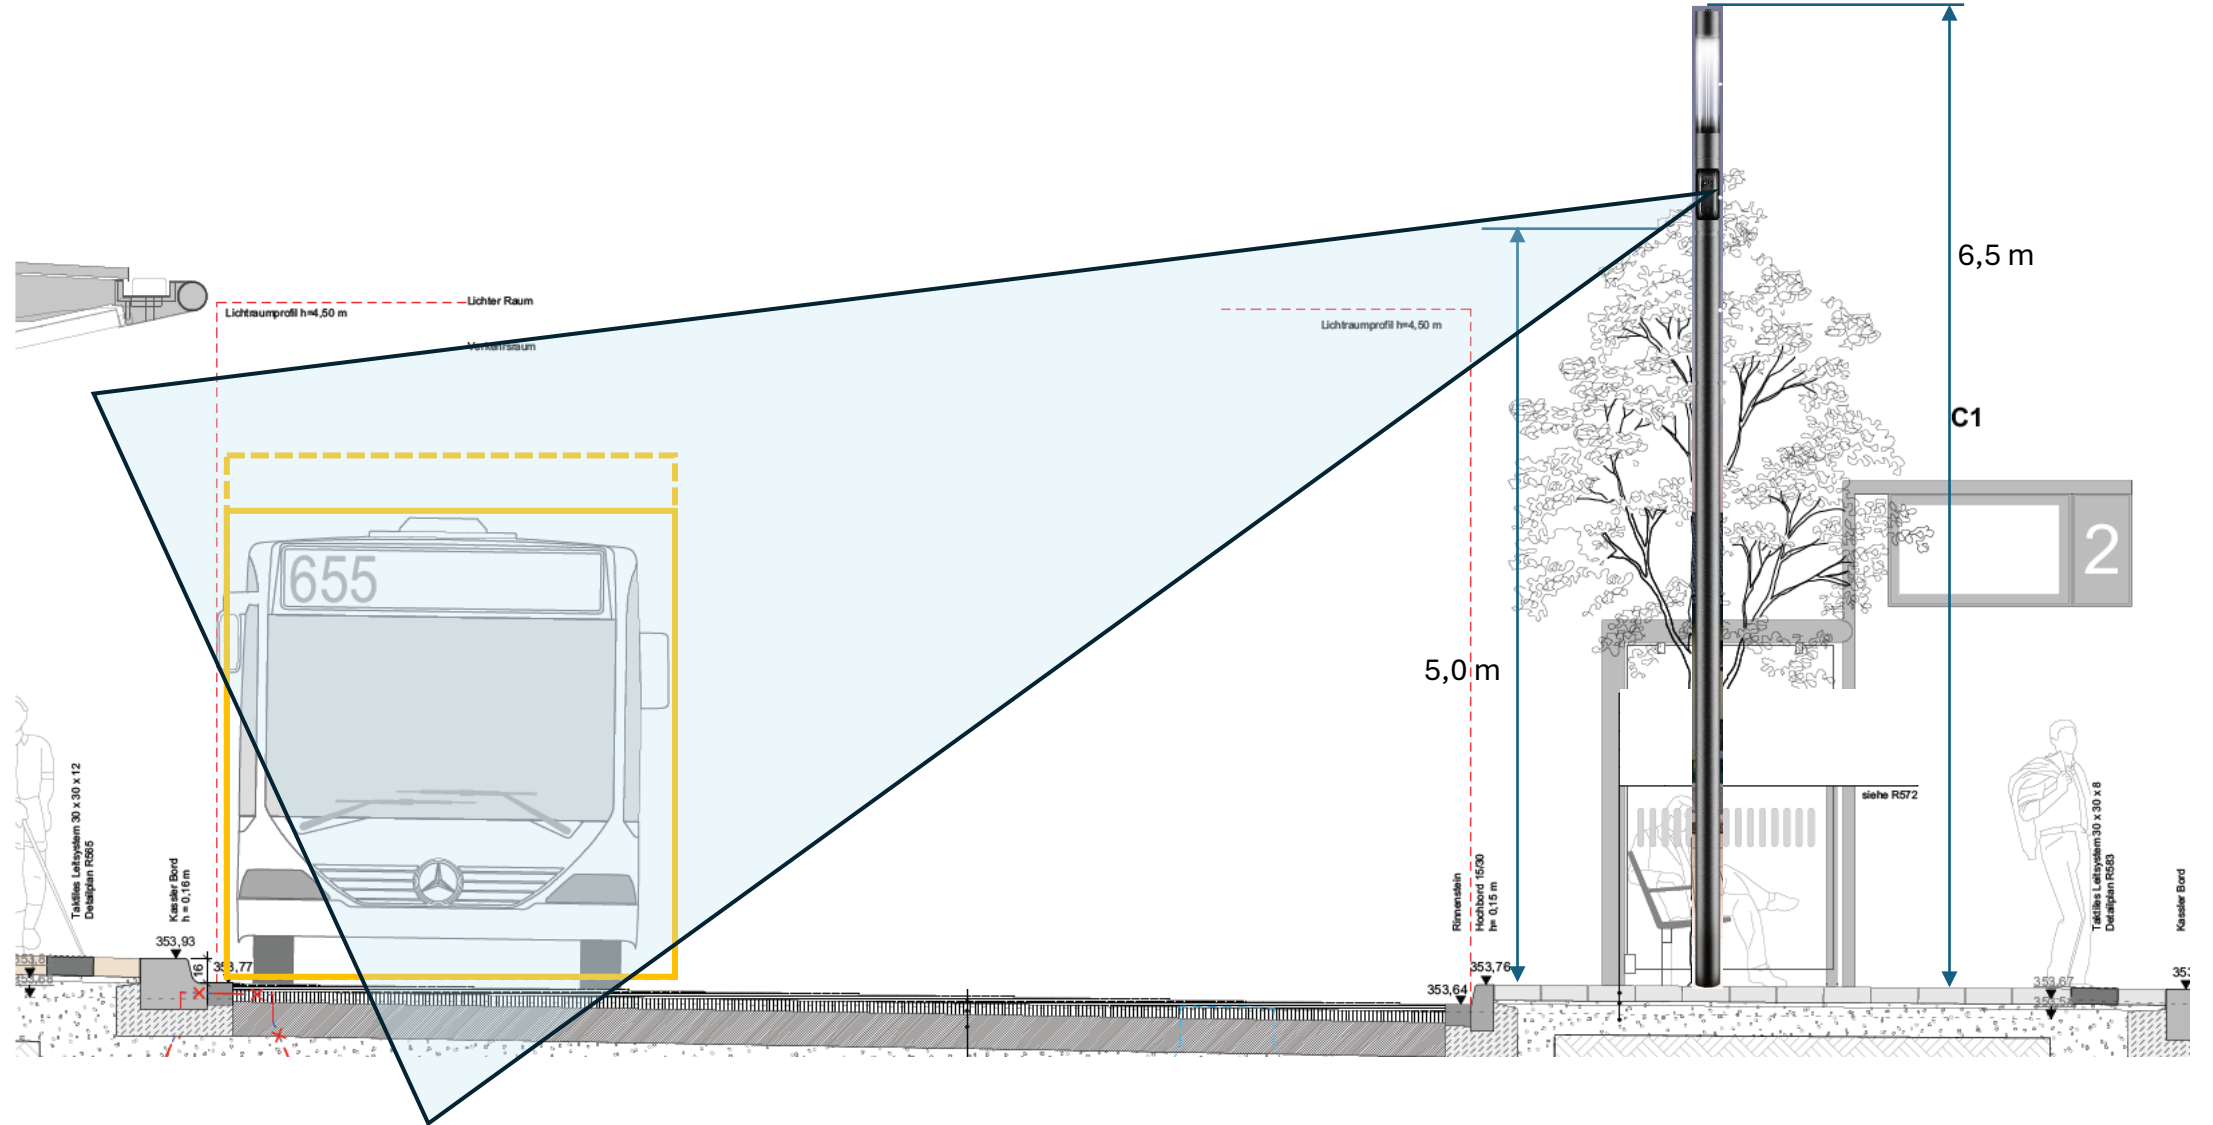 6,5 m
Lichter Raum
Lichtraumprofil h=4,50 m
Lichtraumprofil h=4,50 m
Verkehrsraum
C1
655
2
5,0 m
siehe R572
Taktiles Leitsystem 30 x 30 x 12
Detailplan R565
Kassler Bord
h = 0,16 m
Rinnenstein
Hochbord 15/30
h= 0,15 m
Taktiles Leitsystem 30 x 30 x 8
Detailplan R583
Kassler Bord
353,93
16
353,77
353,76
353,64
353,67